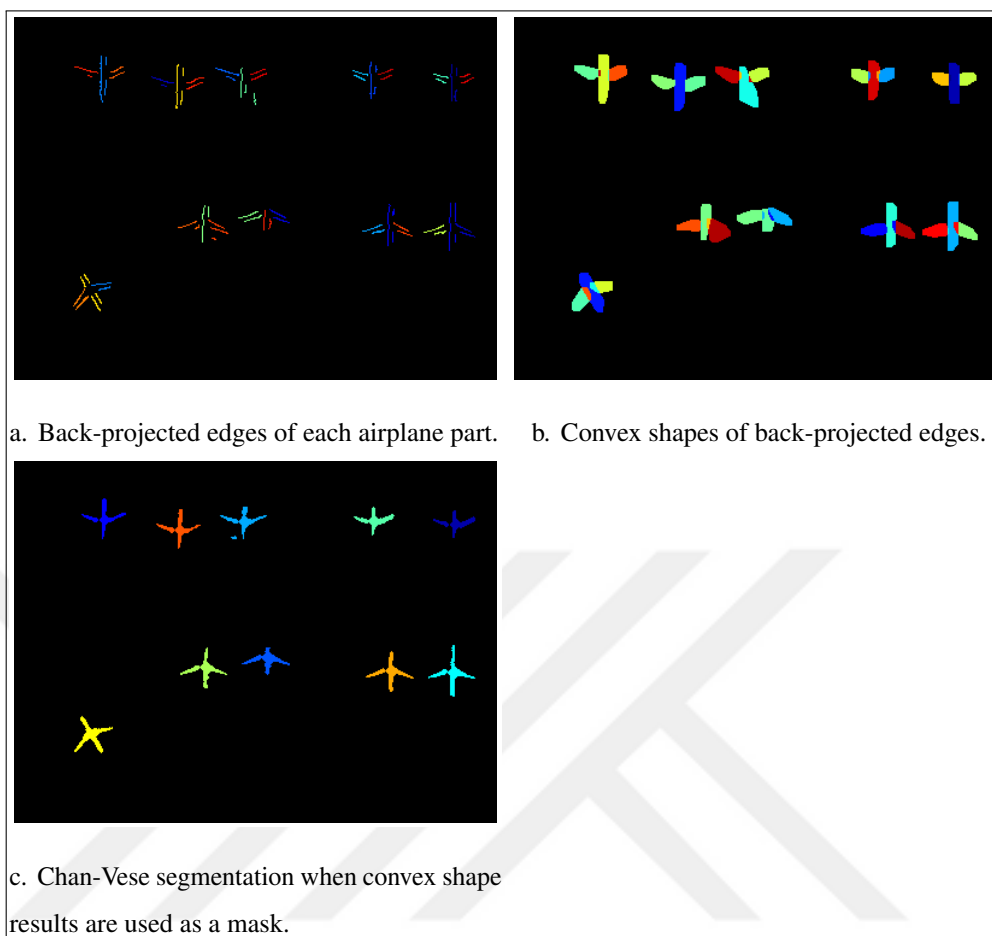 a. Back-projected edges of each airplane part.
b. Convex shapes of back-projected edges.
c. Chan-Vese segmentation when convex shape
results are used as a mask.